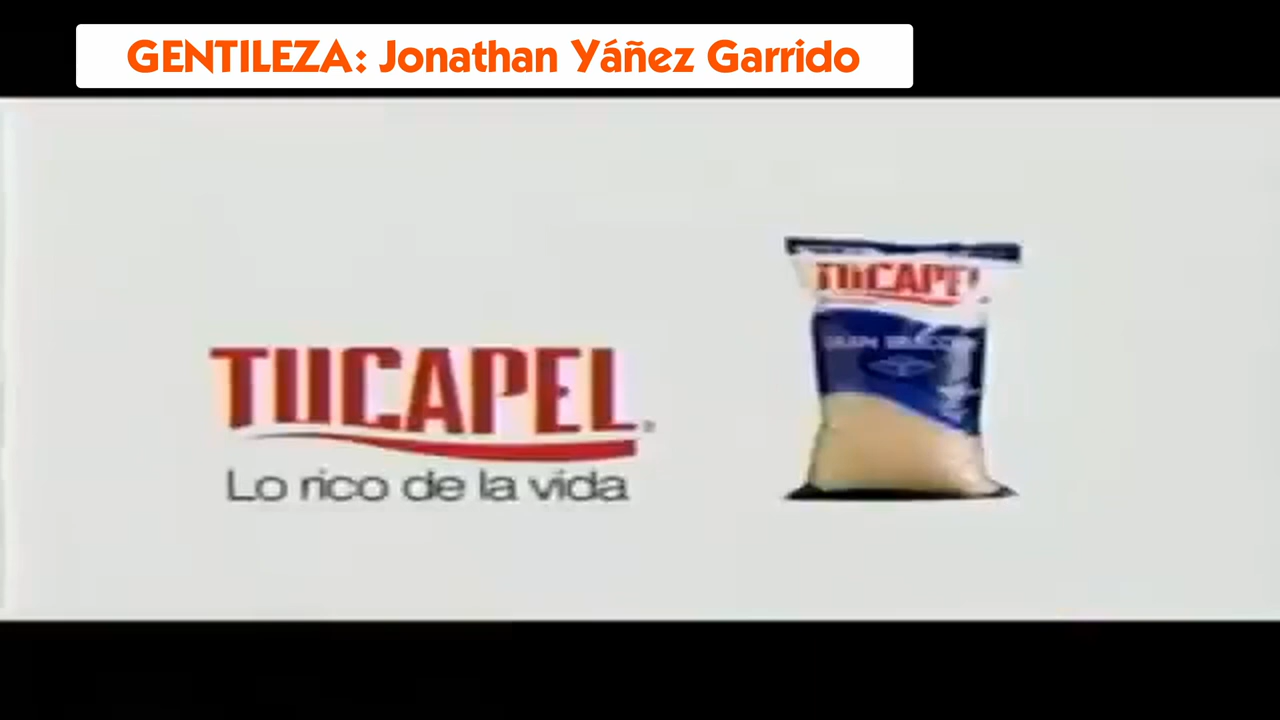 GENTILEZA: Jonathan Yáñez Garrido
TUCAPEL
Lo rico de la vida
TUCAPEL